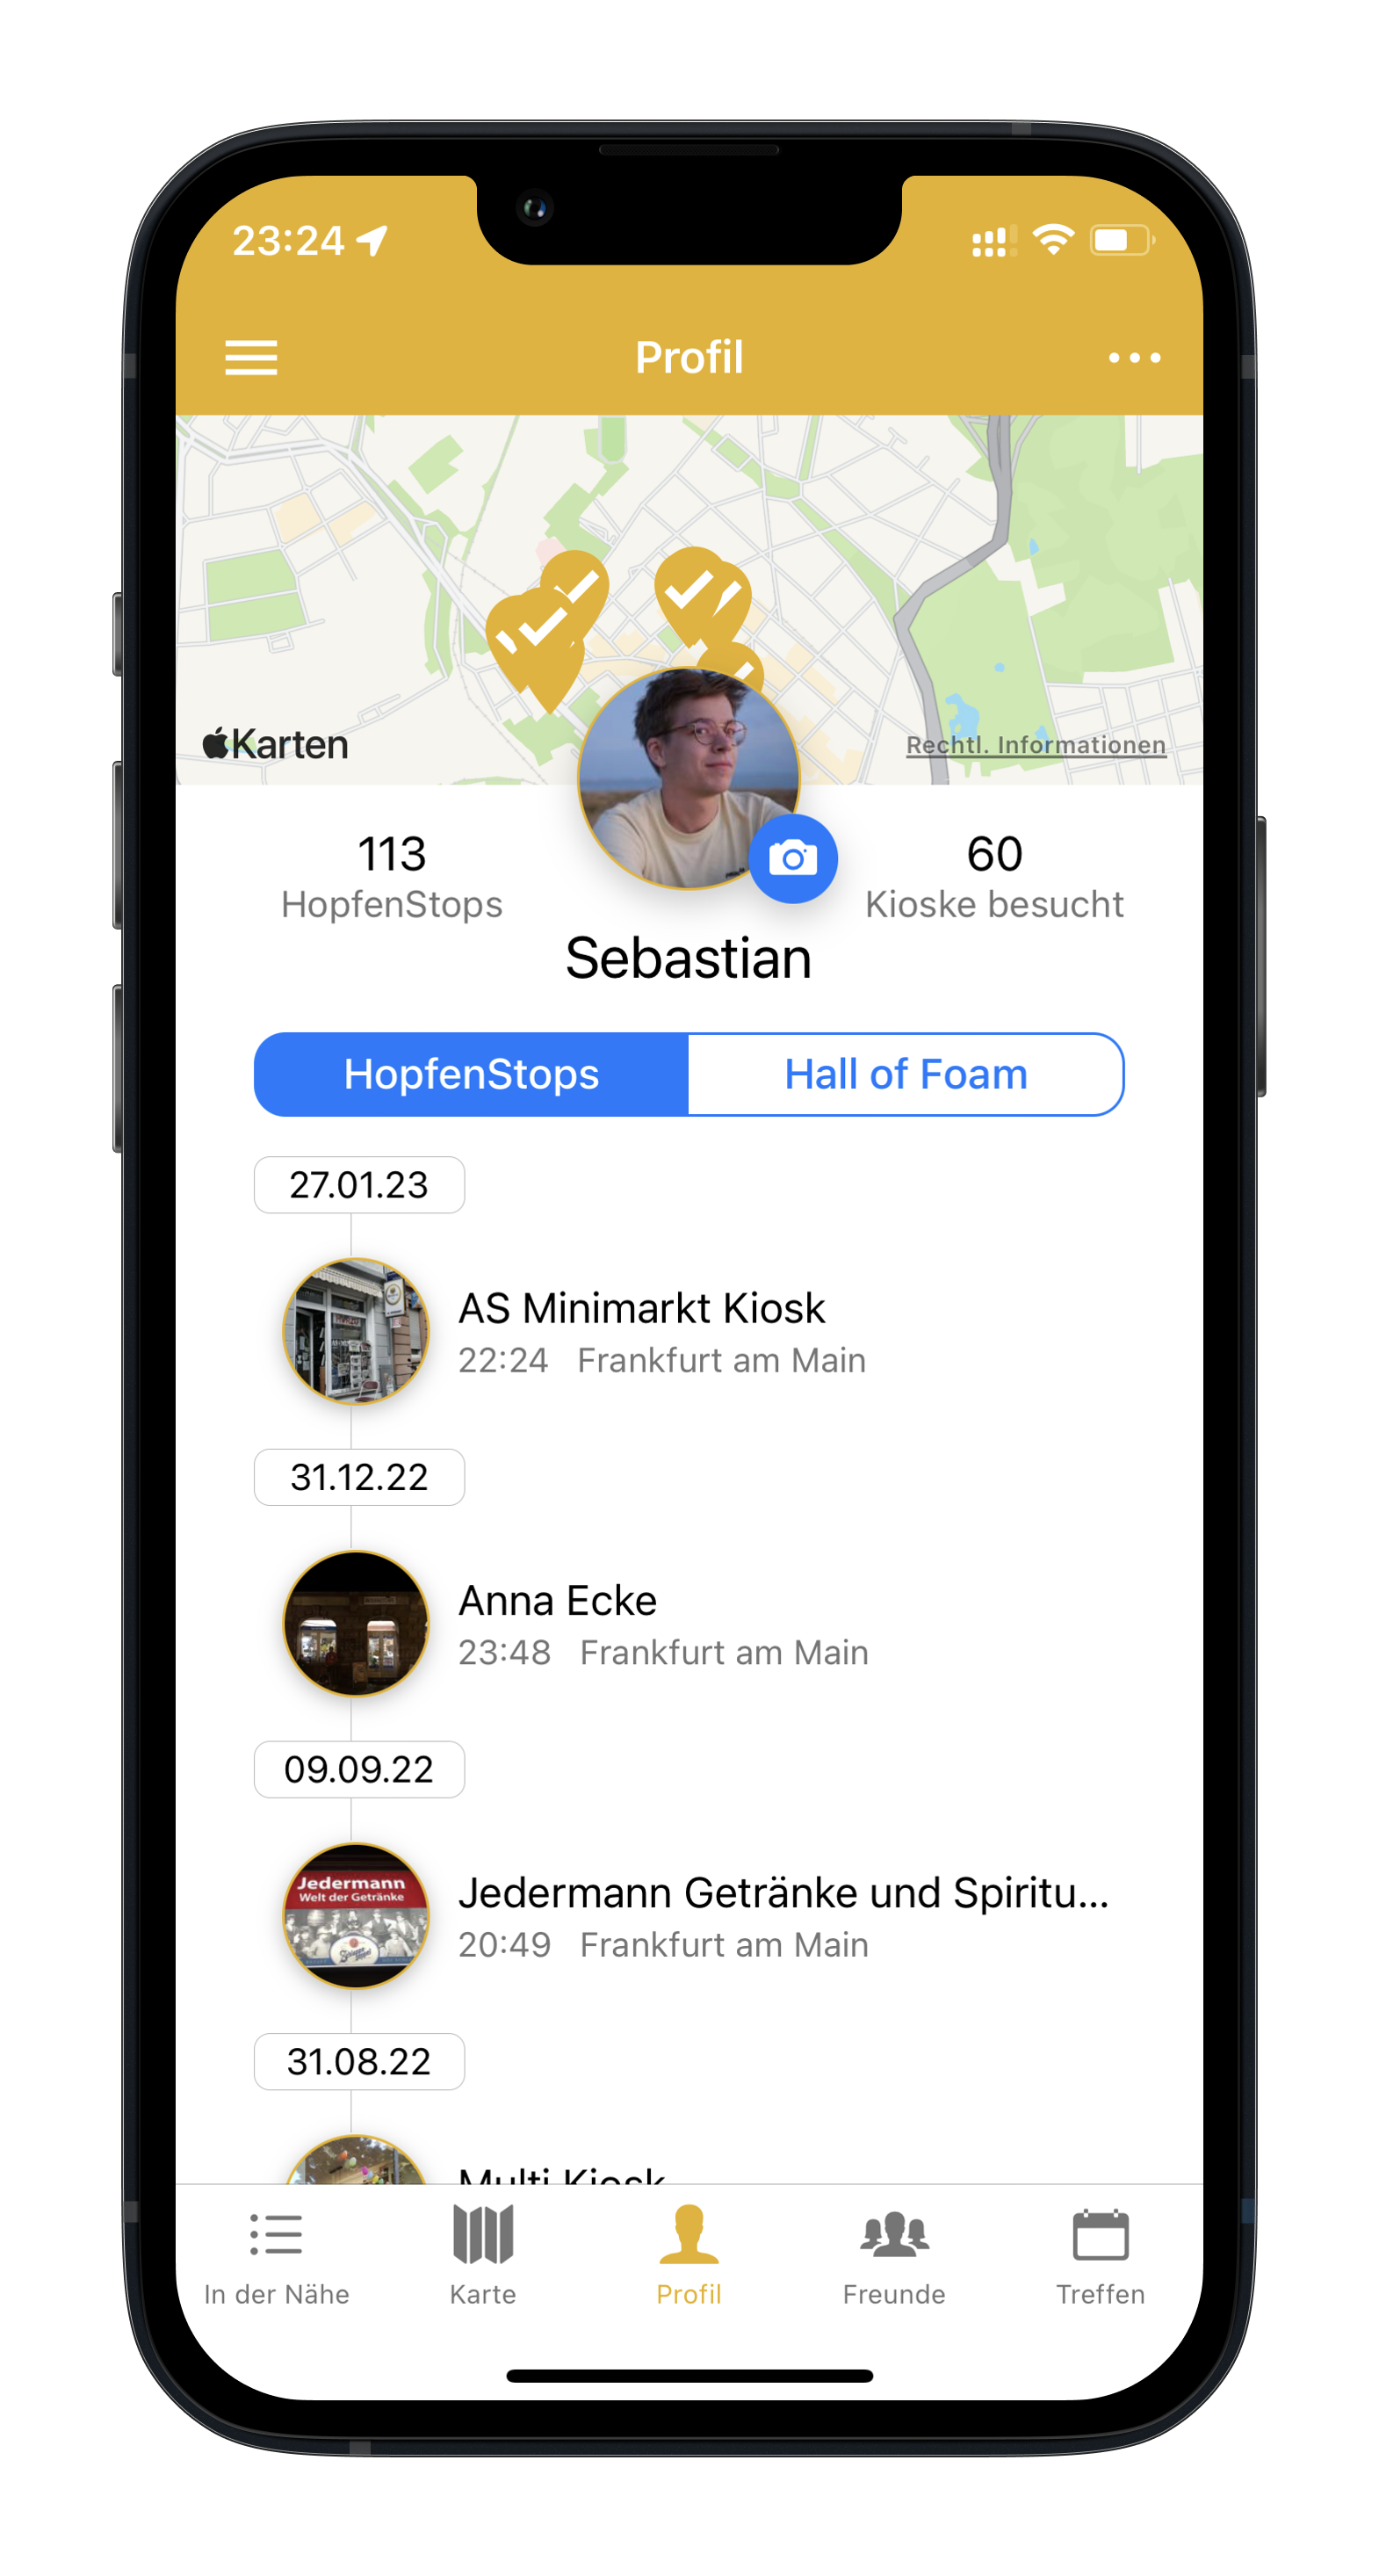 23:24
Profil
Karten
Rechtl. Informationen
113
HopfenStops
60
Kioske besucht
Sebastian
HopfenStops
Hall of Foam
27.01.23
AS Minimarkt Kiosk
22:24 Frankfurt am Main
31.12.22
Anna Ecke
23:48 Frankfurt am Main
09.09.22
Jedermann
Welt der Getränke
Jedermann Getränke und Spiritu...
20:49 Frankfurt am Main
31.08.22
Multi Kiosk
In der Nähe
Karte
Profil
Freunde
Treffen